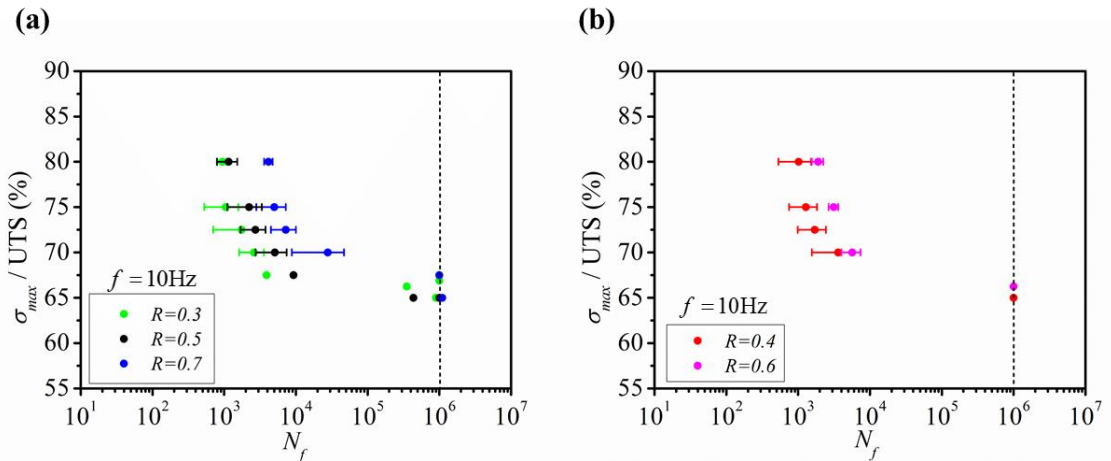 (a)
90
85
80
75
70
65
60
55
σmax / UTS (%)
f = 10Hz
R=0.3
R=0.5
R=0.7
10¹ 10² 10³ 10⁴ 10⁵ 10⁶ 10⁷
Nf
(b)
90
85
80
75
70
65
60
55
σmax / UTS (%)
f = 10Hz
R=0.4
R=0.6
10¹ 10² 10³ 10⁴ 10⁵ 10⁶ 10⁷
Nf